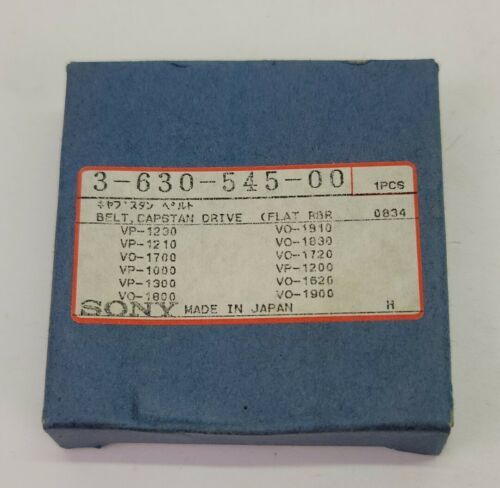 3-630-545-00 1PCS
キャプスタン ベルト
BELT, CAPSTAN DRIVE (FLAT RBR 0834
VP-1230 VO-1810
VP-1210 VO-1830
VO-1700 VO-1720
VP-1000 VP-1200
VP-1300 VO-1620
VO-1800 VO-1900
SONY MADE IN JAPAN H